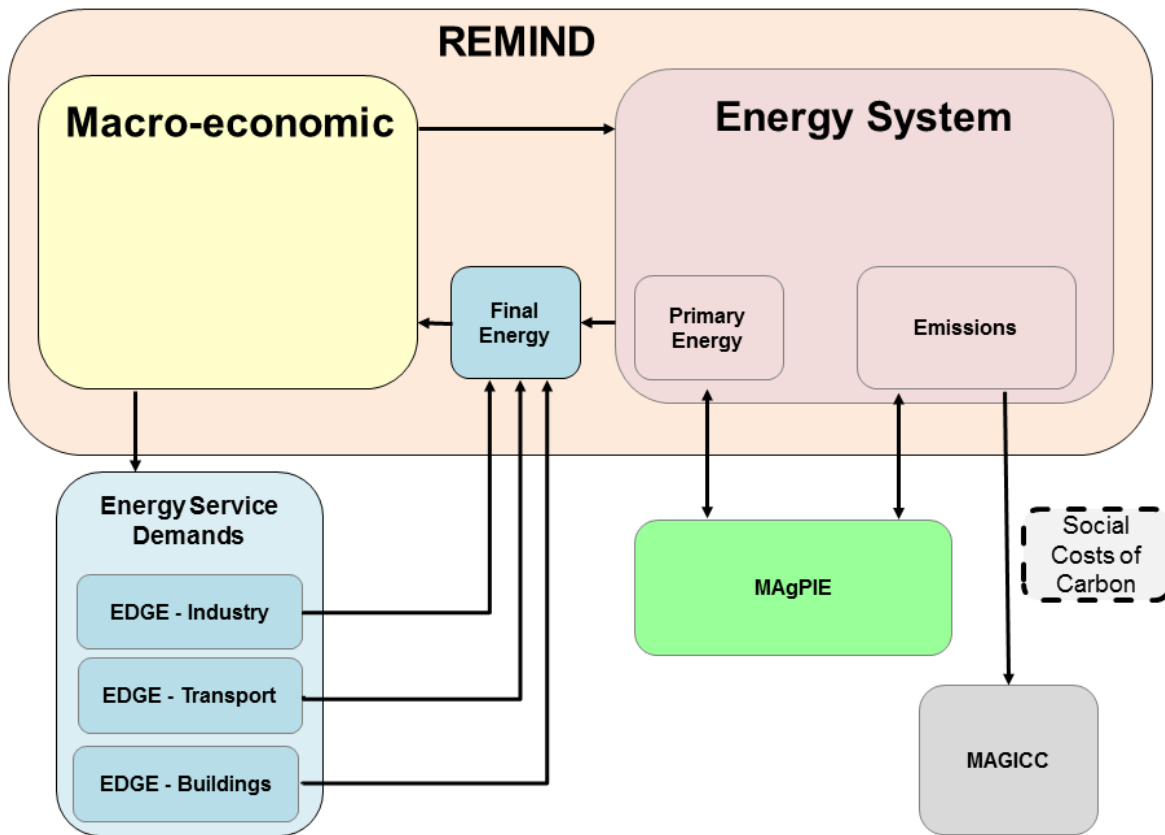 REMIND
Macro-economic
Energy System
Final
Energy
Primary
Energy
Emissions
Energy Service
Demands
EDGE - Industry
EDGE - Transport
EDGE - Buildings
MAgPIE
Social
Costs of
Carbon
MAGICC